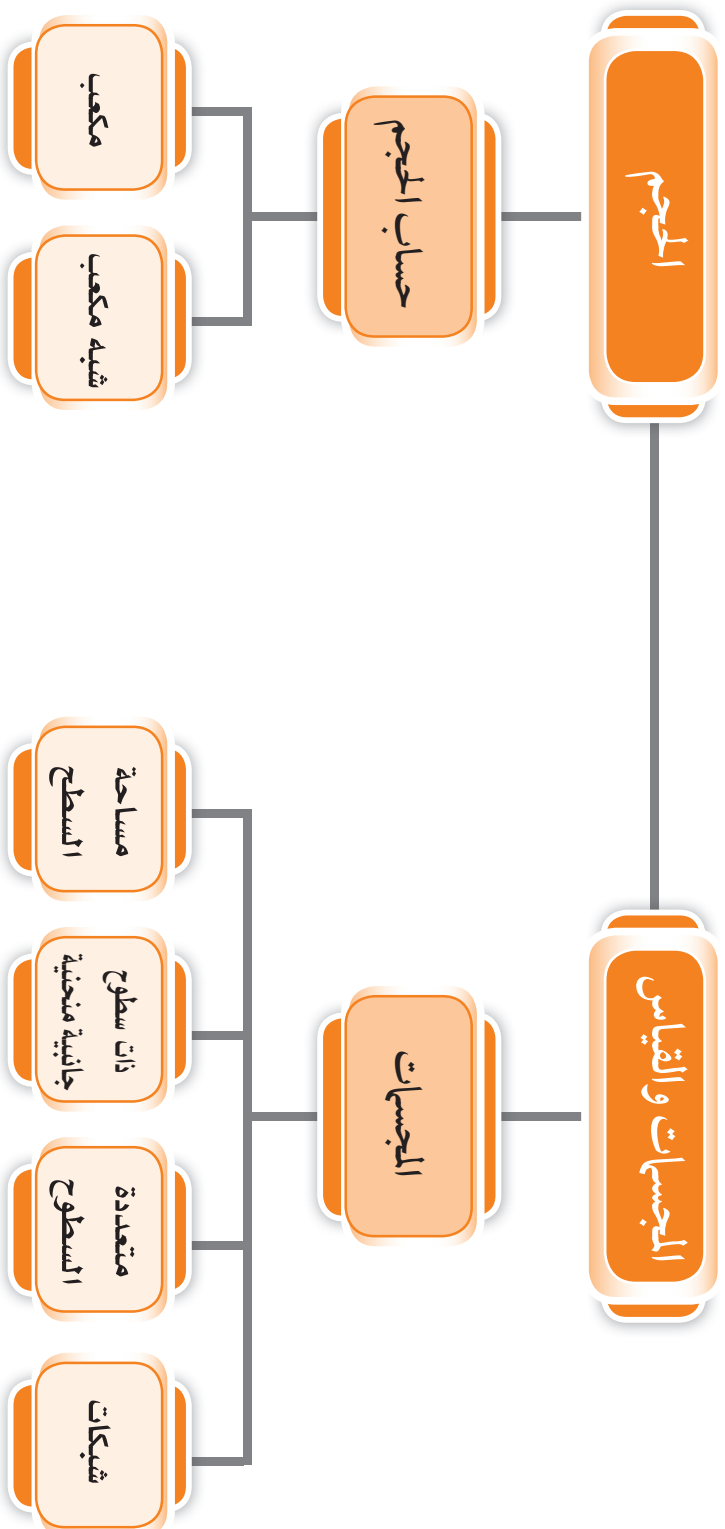 المجسمات والقياس
الحجم
المجسمات
حساب الحجم
شبكات
متعددة
السطوح
ذات سطوح
جانبية منحنية
مساحة
السطح
شبه مكعب
مكعب